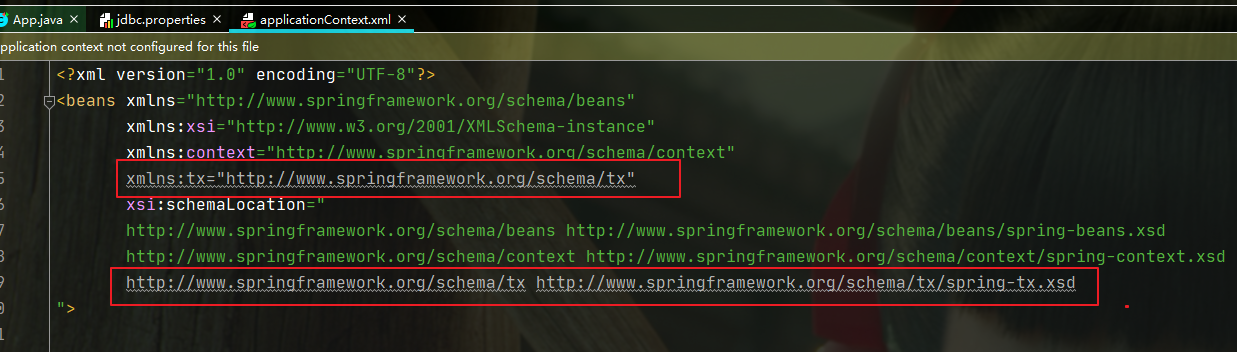 App.java × jdbc.properties × applicationContext.xml ×
pplication context not configured for this file
1 <?xml version="1.0" encoding="UTF-8"?>
2 <beans xmlns="http://www.springframework.org/schema/beans"
3 xmlns:xsi="http://www.w3.org/2001/XMLSchema-instance"
4 xmlns:context="http://www.springframework.org/schema/context"
5 xmlns:tx="http://www.springframework.org/schema/tx"
6 xsi:schemaLocation="
7 http://www.springframework.org/schema/beans http://www.springframework.org/schema/beans/spring-beans.xsd
8 http://www.springframework.org/schema/context http://www.springframework.org/schema/context/spring-context.xsd
9 http://www.springframework.org/schema/tx http://www.springframework.org/schema/tx/spring-tx.xsd
0 ">
1